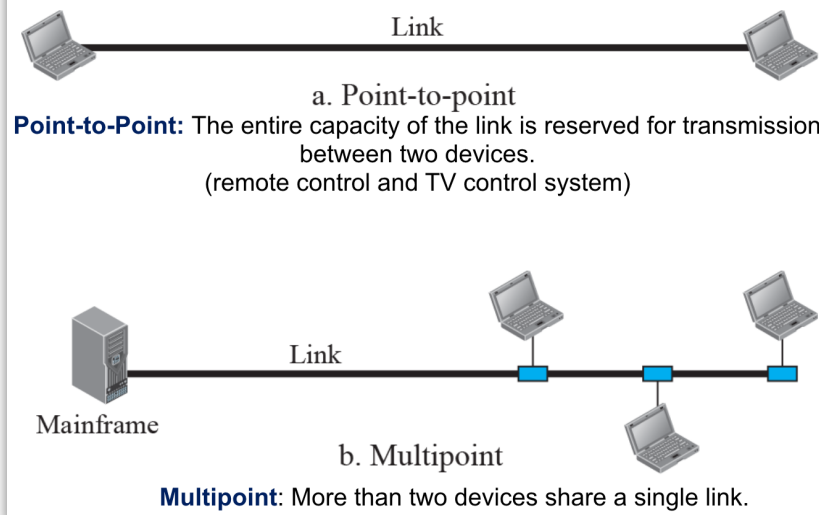 Link
a. Point-to-point
Point-to-Point: The entire capacity of the link is reserved for transmission
between two devices.
(remote control and TV control system)
Link
Mainframe
b. Multipoint
Multipoint: More than two devices share a single link.